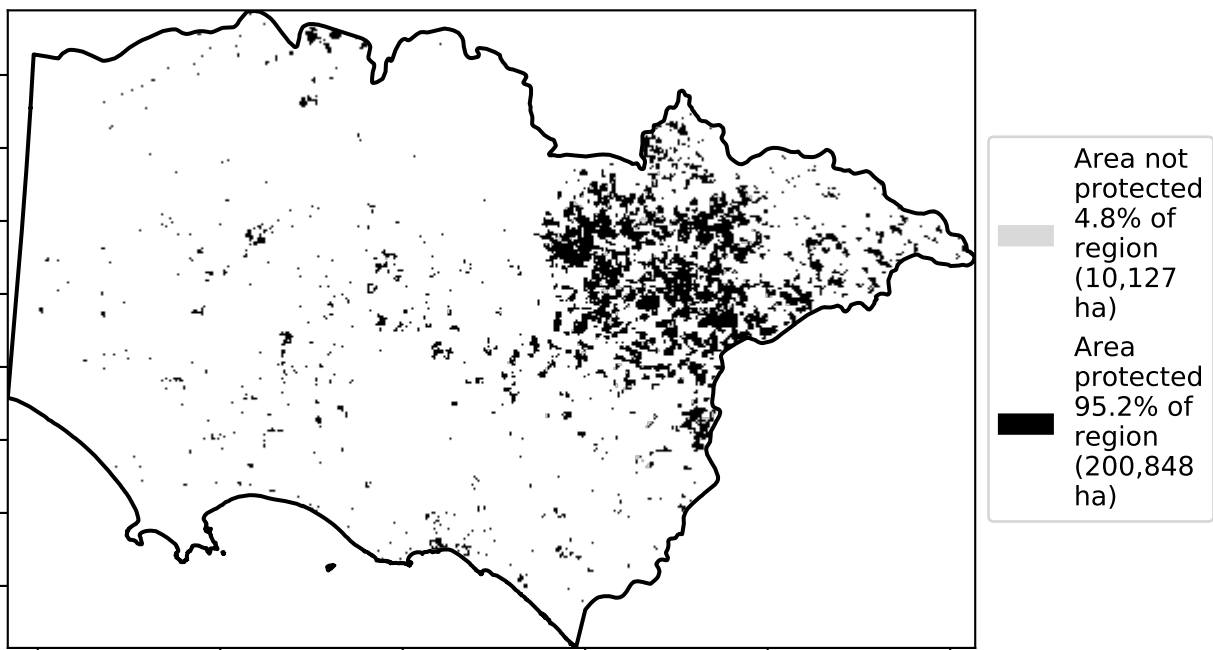 Area not
protected
4.8% of
region
(10,127
ha)
Area
protected
95.2% of
region
(200,848
ha)